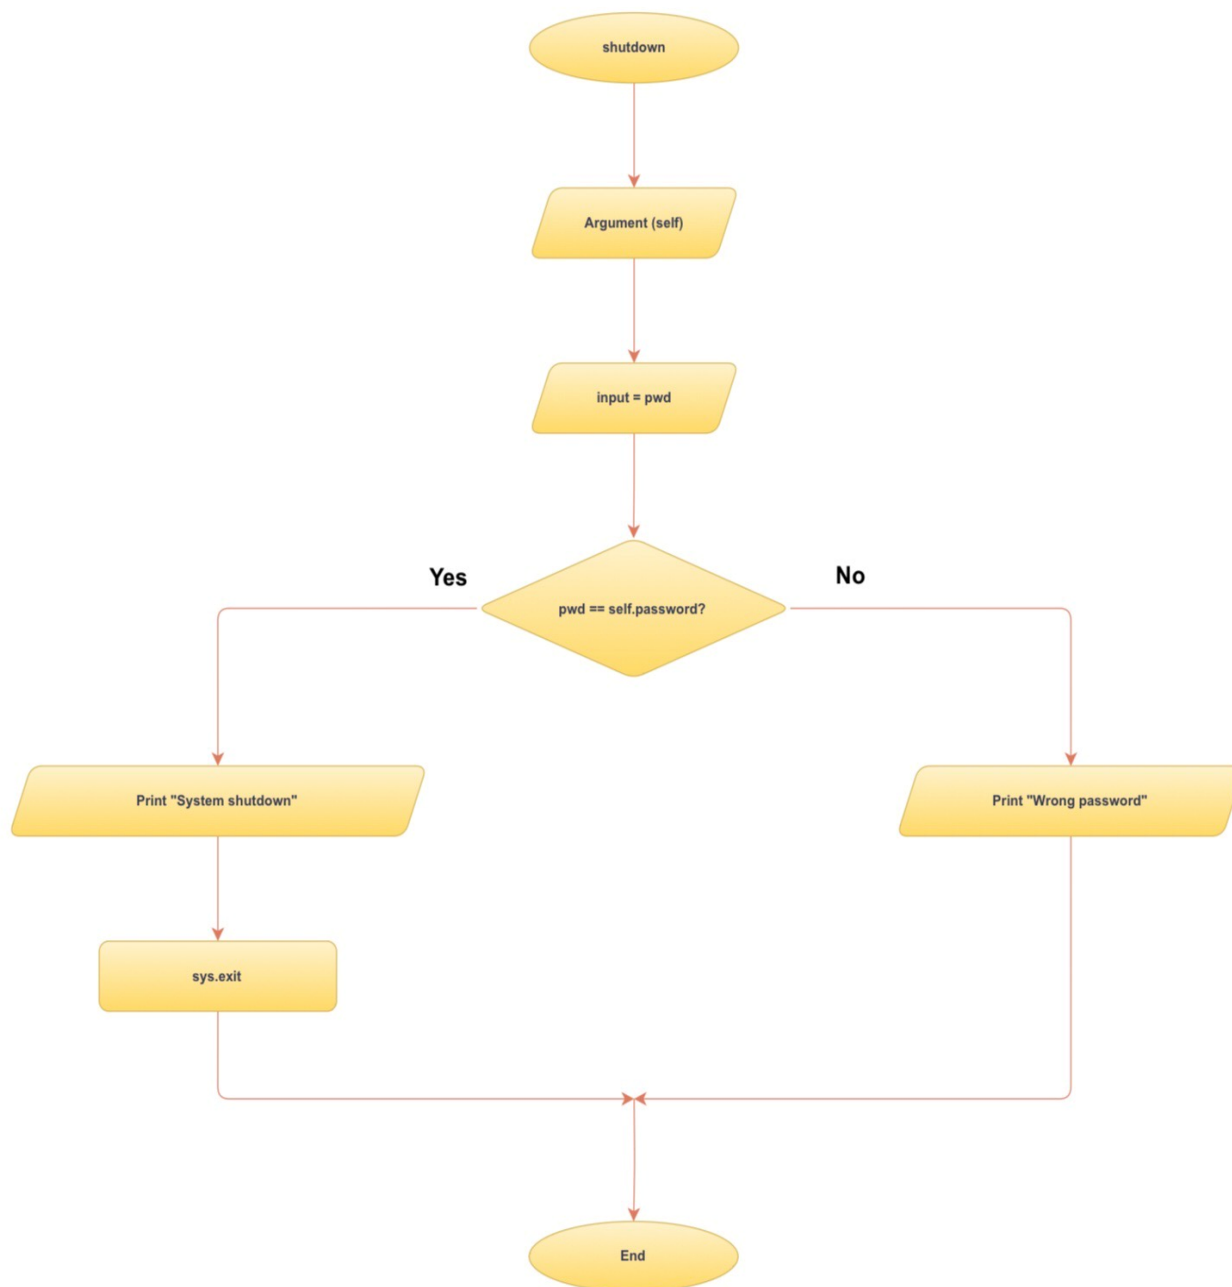 shutdown
Argument (self)
input = pwd
Yes
No
pwd == self.password?
Print "System shutdown"
Print "Wrong password"
sys.exit
End